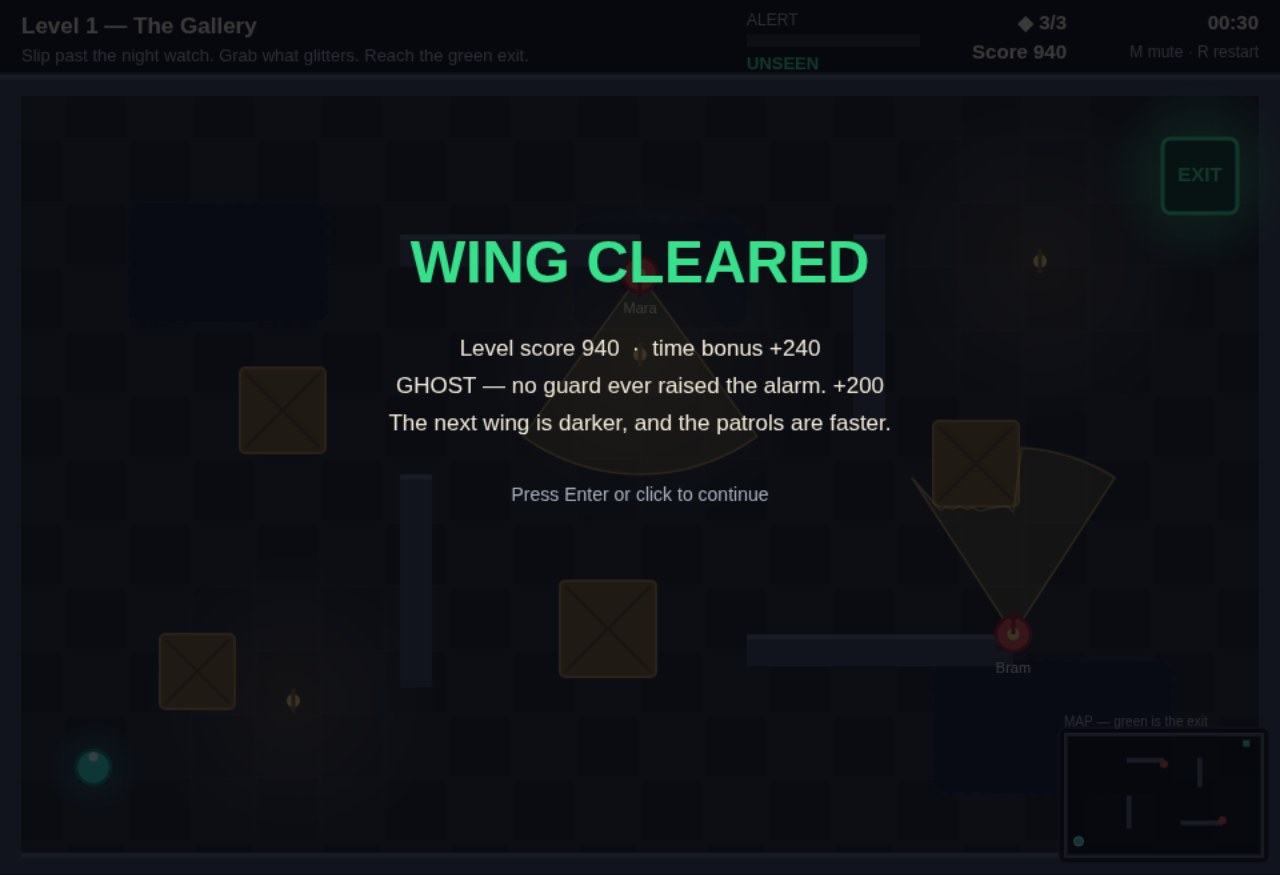 Level 1 — The Gallery
Slip past the night watch. Grab what glitters. Reach the green exit.
ALERT
UNSEEN
◆ 3/3
Score 940
00:30
M mute · R restart
EXIT
WING CLEARED
Mara
Level score 940 · time bonus +240
GHOST — no guard ever raised the alarm. +200
The next wing is darker, and the patrols are faster.
Press Enter or click to continue
Bram
MAP — green is the exit